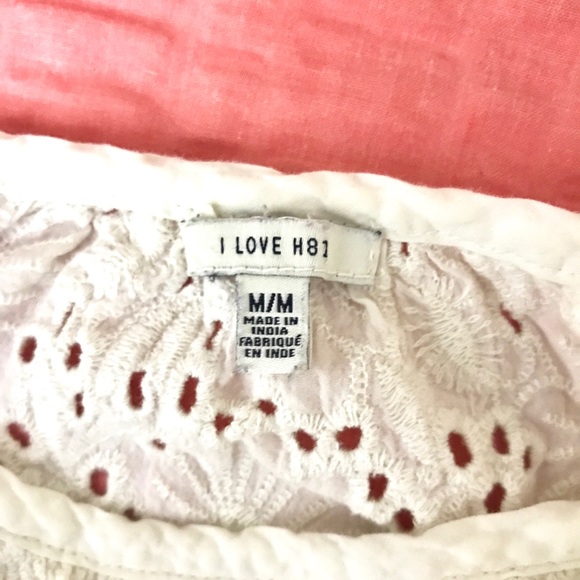 I LOVE H81
M/M
MADE IN
INDIA
FABRIQUÉ
EN INDE